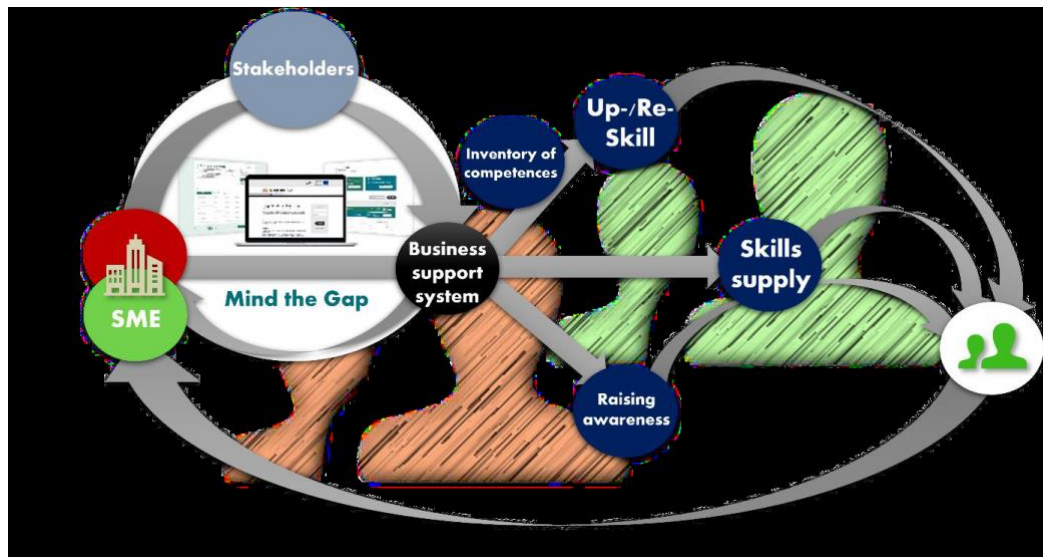 Stakeholders
Up-/Re-
Skill
Inventory of
competences
Business
support
system
Skills
supply
Mind the Gap
SME
Raising
awareness